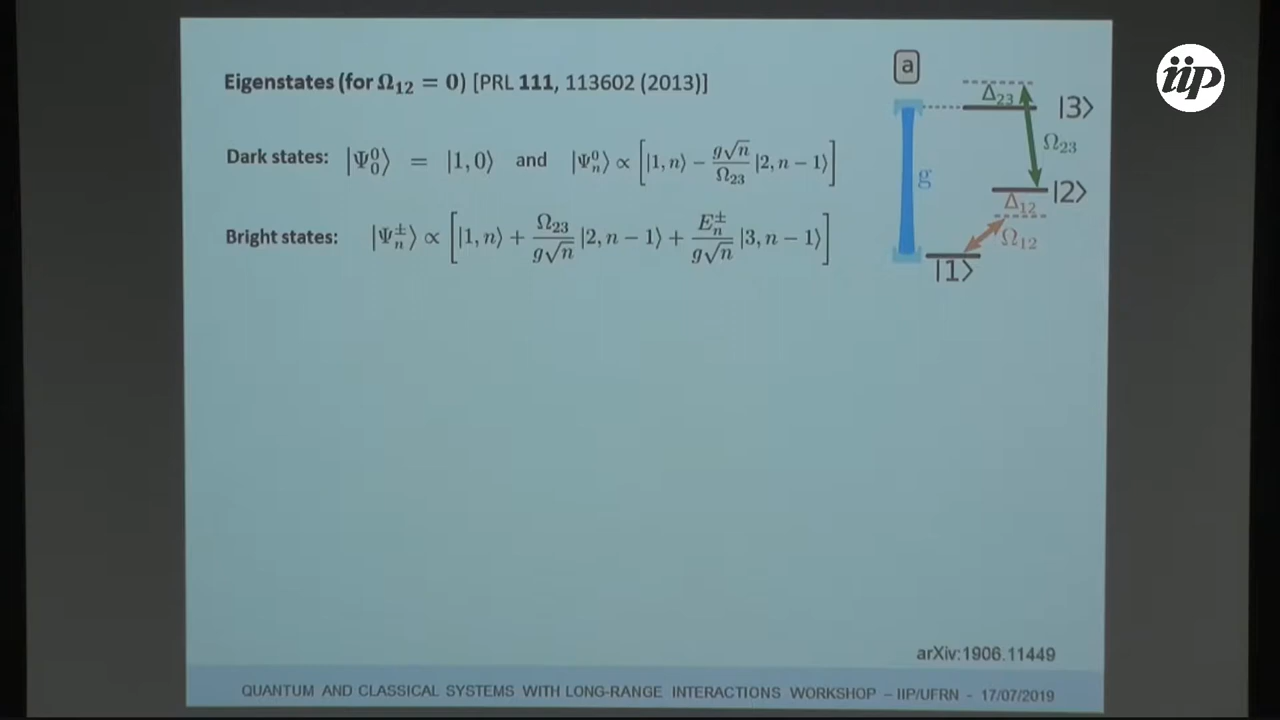 Eigenstates (for Ω₁₂ = 0) [PRL 111, 113602 (2013)]
Dark states: |Ψ₀⁰⟩ = |1, 0⟩ and |Ψₙ⁰⟩ ∝ [|1, n⟩ − g√n/Ω₂₃ |2, n − 1⟩]
Bright states: |Ψₙ^±⟩ ∝ [|1, n⟩ + Ω₂₃/g√n |2, n − 1⟩ + Eₙ^±/g√n |3, n − 1⟩]
a
Δ₂₃
|3⟩
Ω₂₃
g
|2⟩
Δ₁₂
Ω₁₂
|1⟩
iip
arXiv:1906.11449
QUANTUM AND CLASSICAL SYSTEMS WITH LONG-RANGE INTERACTIONS WORKSHOP – IIP/UFRN - 17/07/2019